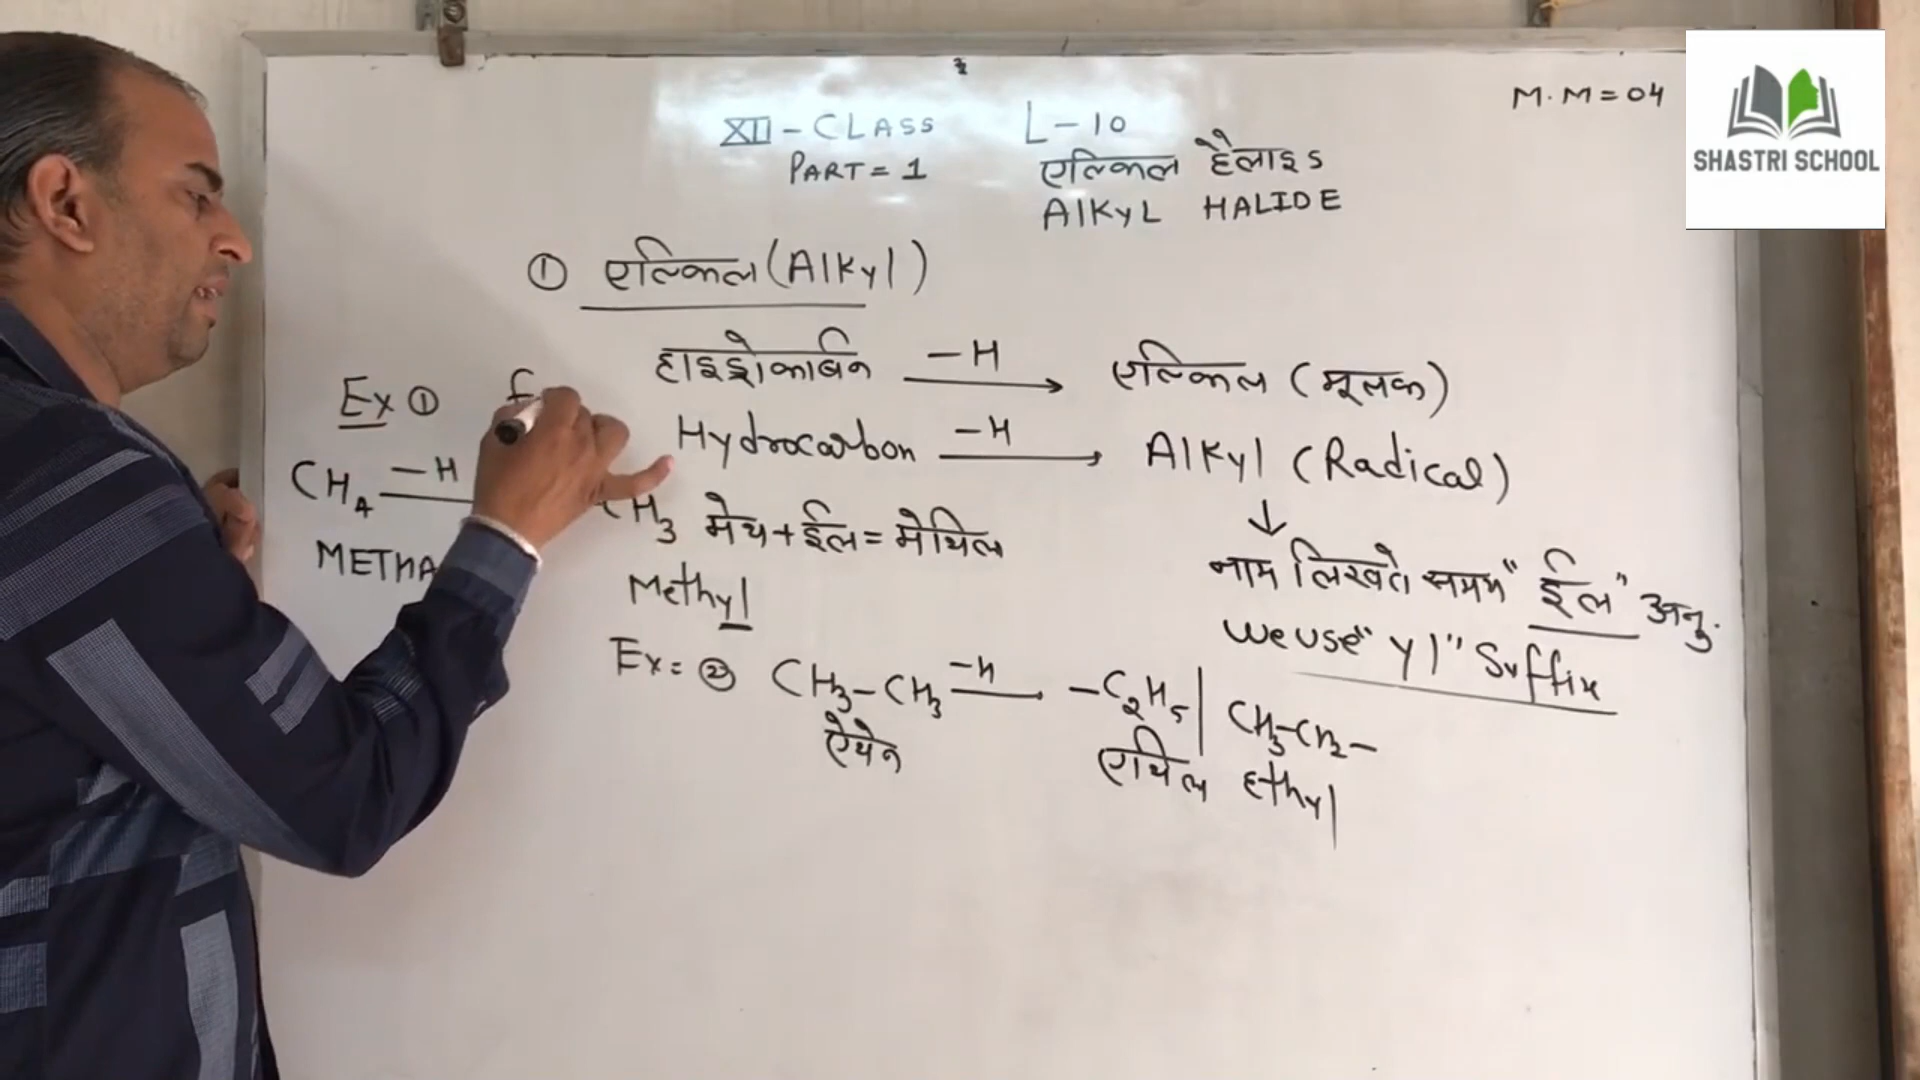 M.M=04
SHASTRI SCHOOL
XII-CLASS L-10
PART=1 एल्किल हैलाइड
AlKyL HALIDE
① एल्किल (Alkyl)
हाइड्रोकार्बन -H एल्किल (मूलक)
Ex ①
Hydrocarbon -H Alkyl (Radical)
CH4 -H CH3 मेथ+ईल=मेथिल
METHA
Methyl
नाम लिखते समय "ईल" अनु.
We use "yl" Suffix
Ex= ② CH3-CH3 -H -C2H5 | CH3-CH2-
ऐथेन एथिल Ethyl